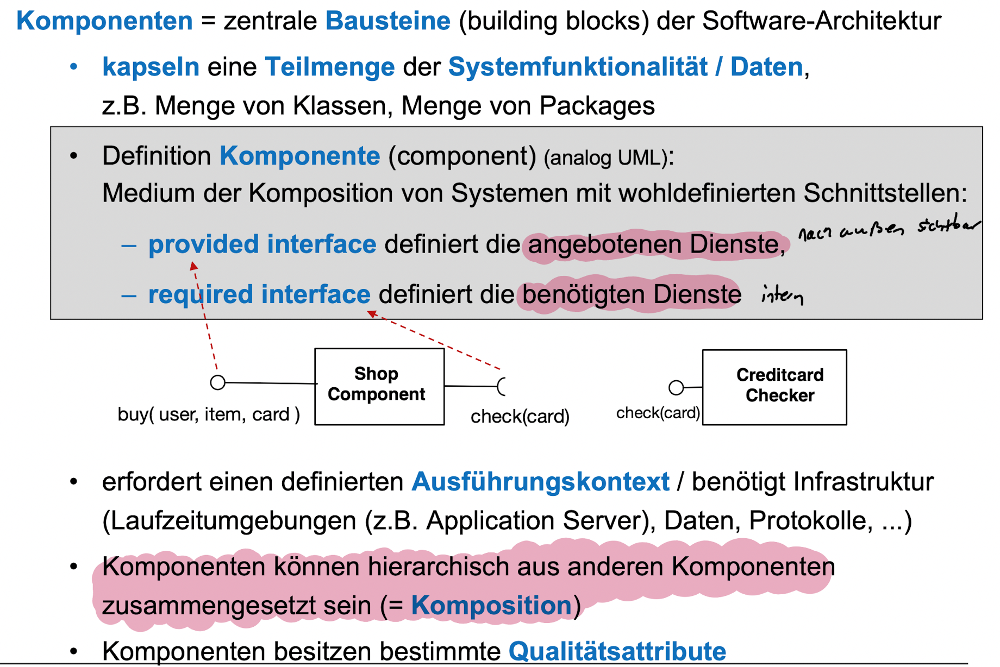 Komponenten = zentrale Bausteine (building blocks) der Software-Architektur
• kapseln eine Teilmenge der Systemfunktionalität / Daten,
z.B. Menge von Klassen, Menge von Packages
• Definition Komponente (component) (analog UML):
Medium der Komposition von Systemen mit wohldefinierten Schnittstellen:
– provided interface definiert die angebotenen Dienste, nach außen sichtbar
– required interface definiert die benötigten Dienste intern
Shop
Component
Creditcard
Checker
buy( user, item, card )
check(card)
check(card)
• erfordert einen definierten Ausführungskontext / benötigt Infrastruktur
(Laufzeitumgebungen (z.B. Application Server), Daten, Protokolle, ...)
• Komponenten können hierarchisch aus anderen Komponenten
zusammengesetzt sein (= Komposition)
• Komponenten besitzen bestimmte Qualitätsattribute